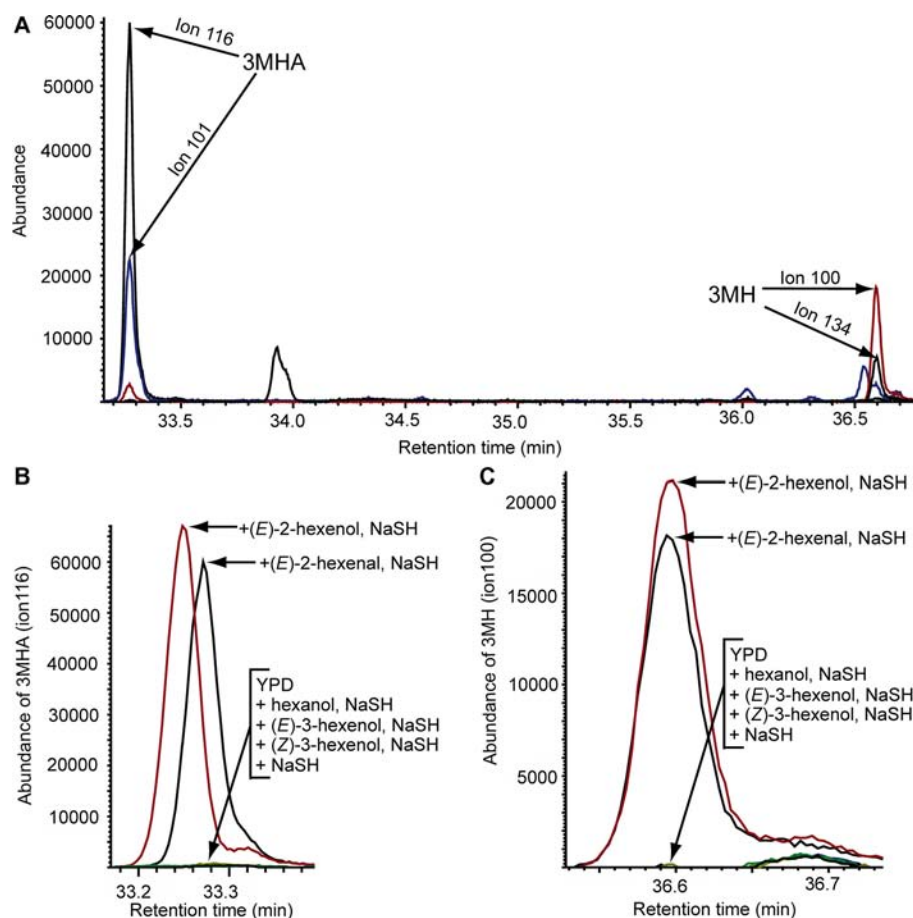 A
60000
50000
40000
30000
20000
10000
Abundance
Ion 116
3MHA
Ion 101
3MH
Ion 100
Ion 134
33.5 34.0 34.5 35.0 35.5 36.0 36.5
Retention time (min)
B
60000
50000
40000
30000
20000
10000
Abundance of 3MHA (ion116)
+(E)-2-hexenol, NaSH
+(E)-2-hexenal, NaSH
YPD
+ hexanol, NaSH
+ (E)-3-hexenol, NaSH
+ (Z)-3-hexenol, NaSH
+ NaSH
33.2 33.3
Retention time (min)
C
20000
15000
10000
5000
Abundance of 3MH (ion100)
+(E)-2-hexenol, NaSH
+(E)-2-hexenal, NaSH
YPD
+ hexanol, NaSH
+ (E)-3-hexenol, NaSH
+ (Z)-3-hexenol, NaSH
+ NaSH
36.6 36.7
Retention time (min)